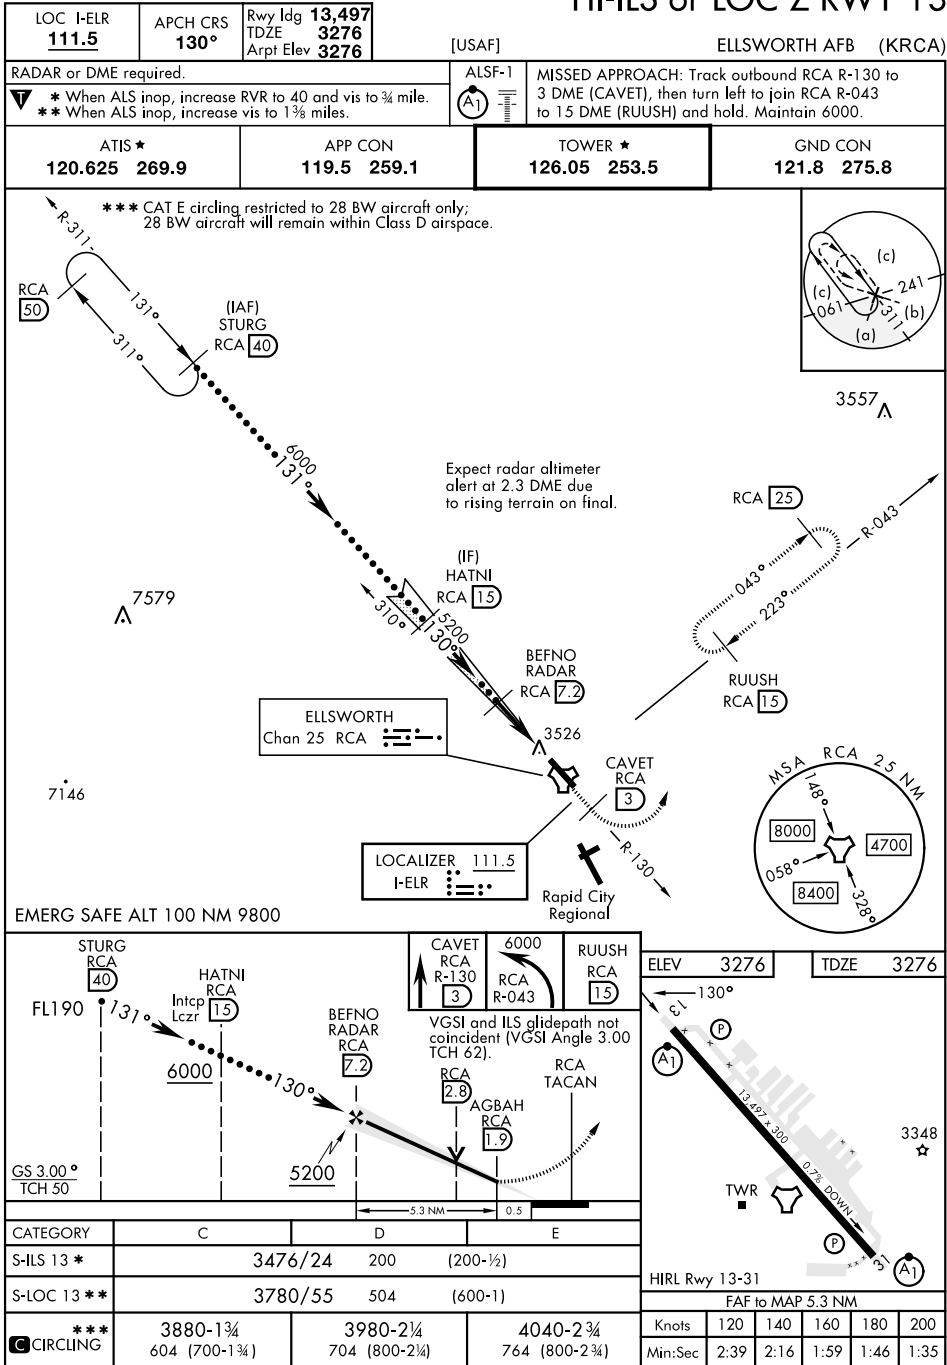 HI-ILS or LOC Z RWY 13
LOC I-ELR
111.5
APCH CRS
130°
Rwy ldg 13,497
TDZE 3276
Arpt Elev 3276
[USAF]
ELLSWORTH AFB (KRCA)
RADAR or DME required.
T
* When ALS inop, increase RVR to 40 and vis to ¾ mile.
** When ALS inop, increase vis to 1⅜ miles.
ALSF-1
A1
MISSED APPROACH: Track outbound RCA R-130 to
3 DME (CAVET), then turn left to join RCA R-043
to 15 DME (RUUSH) and hold. Maintain 6000.
ATIS ★
120.625 269.9
APP CON
119.5 259.1
TOWER ★
126.05 253.5
GND CON
121.8 275.8
*** CAT E circling restricted to 28 BW aircraft only;
28 BW aircraft will remain within Class D airspace.
R-311
RCA
50
131°
311°
(IAF)
STURG
RCA 40
(c)
241
(c)
061
311
(b)
(a)
3557
6000
131°
Expect radar altimeter
alert at 2.3 DME due
to rising terrain on final.
RCA 25
R-043
043°
223°
(IF)
HATNI
RCA 15
7579
310°
5200
130°
BEFNO
RADAR
RCA 7.2
RUUSH
RCA 15
ELLSWORTH
Chan 25 RCA
3526
CAVET
RCA
3
7146
MSA RCA 25 NM
148°
8000
4700
058°
8400
328°
LOCALIZER 111.5
I-ELR
R-130
Rapid City
Regional
EMERG SAFE ALT 100 NM 9800
STURG
RCA
40
HATNI
RCA
15
Intcp
Lczr
FL190
131°
6000
130°
BEFNO
RADAR
RCA
7.2
5200
CAVET
RCA
R-130
3
6000
RCA
R-043
RUUSH
RCA
15
VGSI and ILS glidepath not
coincident (VGSI Angle 3.00
TCH 62).
RCA
2.8
AGBAH
RCA
1.9
RCA
TACAN
GS 3.00°
TCH 50
5.3 NM
0.5
ELEV 3276
TDZE 3276
130°
13
P
A1
13,497 x 300
0.7% DOWN
3348
TWR
P
31
A1
HIRL Rwy 13-31
CATEGORY C D E
S-ILS 13 * 3476/24 200 (200-½)
S-LOC 13 ** 3780/55 504 (600-1)
***
C CIRCLING
3880-1¾
604 (700-1¾)
3980-2¼
704 (800-2¼)
4040-2¾
764 (800-2¾)
FAF to MAP 5.3 NM
Knots 120 140 160 180 200
Min:Sec 2:39 2:16 1:59 1:46 1:35